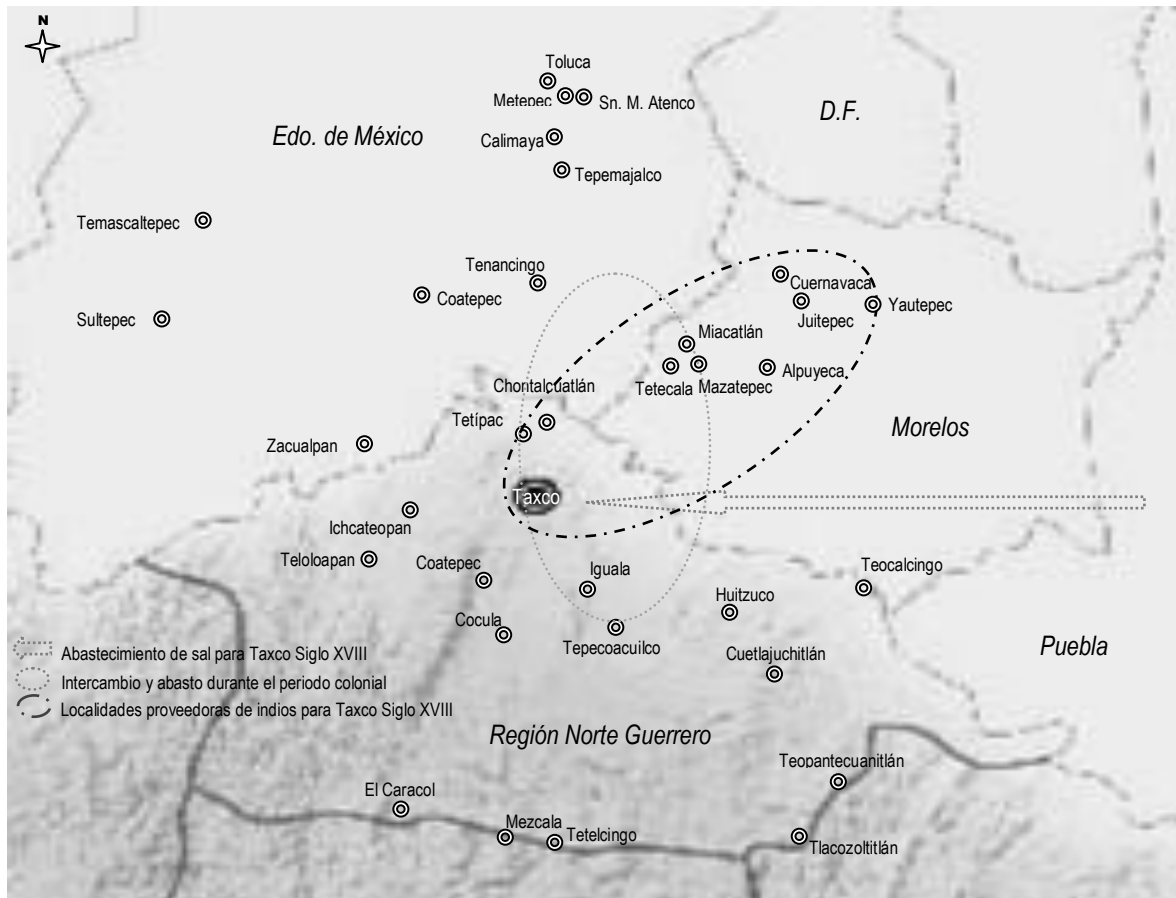 N
Toluca
Metepec
Sn. M. Atenco
D.F.
Edo. de México
Calimaya
Tepemajalco
Temascaltepec
Tenancingo
Coatepec
Cuernavaca
Juitepec
Yautepec
Sultepec
Miacatlán
Tetecala
Mazatepec
Alpuyeca
Chontalcuatlán
Tetípac
Morelos
Zacualpan
Taxco
Ichcateopan
Teloloapan
Coatepec
Iguala
Teocalcingo
Huitzuco
Cocula
Tepecoacuilco
Puebla
Cuetlajuchitlán
Abastecimiento de sal para Taxco Siglo XVIII
Intercambio y abasto durante el periodo colonial
Localidades proveedoras de indios para Taxco Siglo XVIII
Región Norte Guerrero
Teopantecuanitlán
El Caracol
Mezcala
Tetelcingo
Tlacozoltitlán